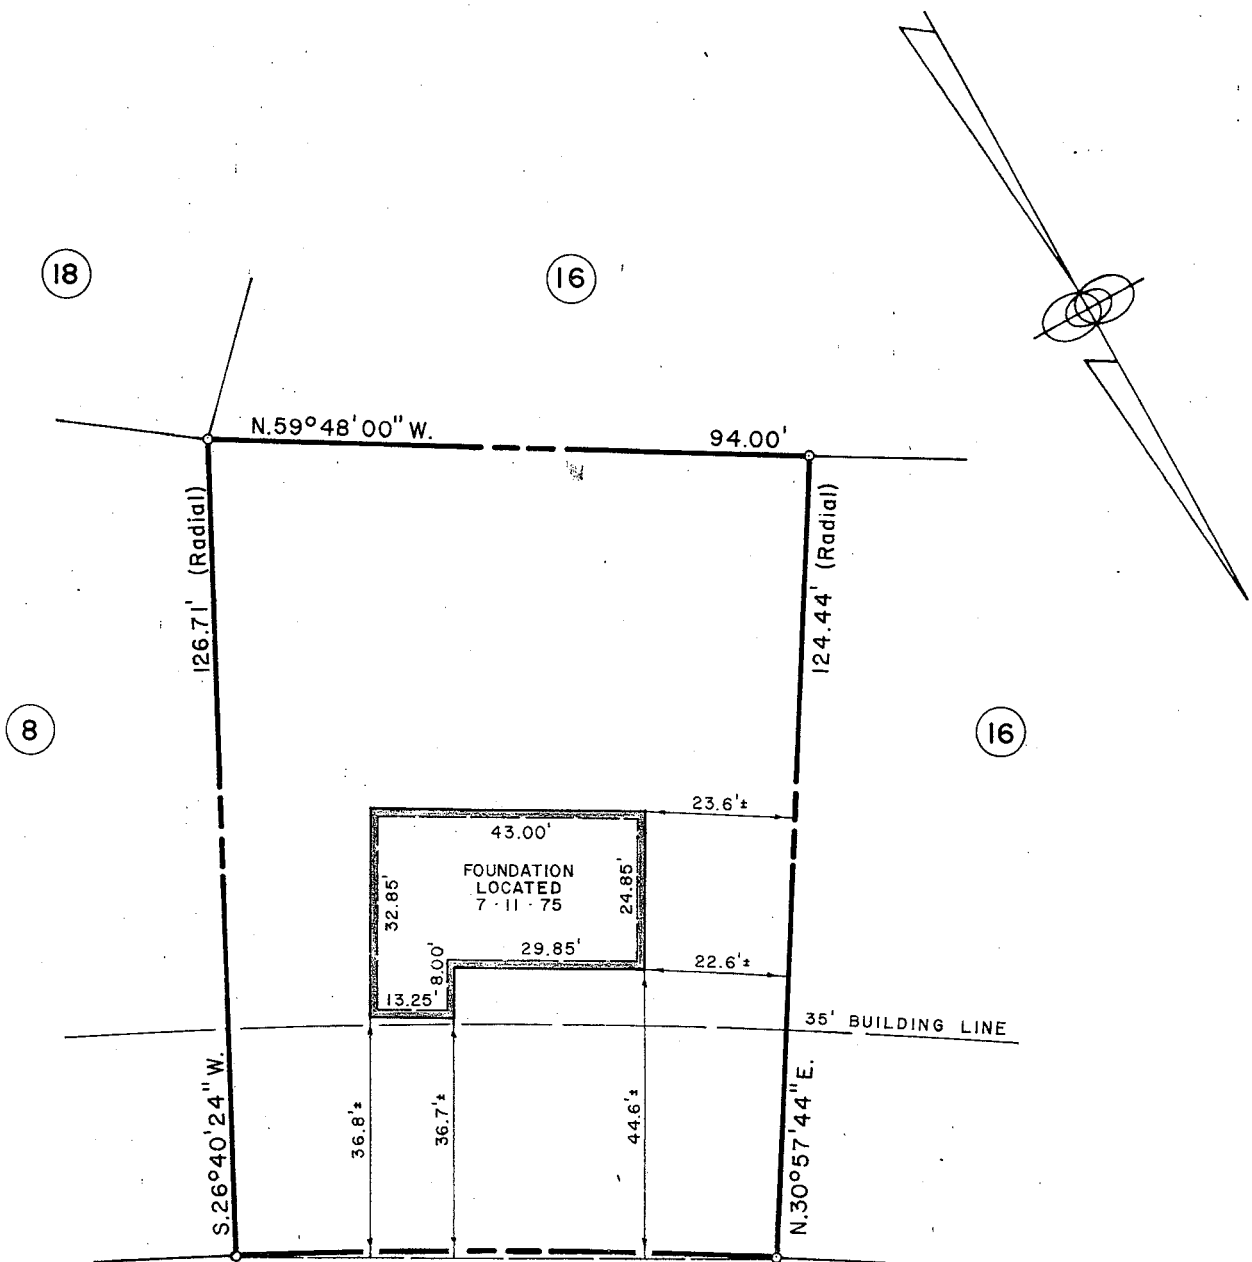 18
16
N.59°48'00" W.
94.00'
126.71' (Radial)
124.44' (Radial)
8
16
23.6'±
43.00'
FOUNDATION
LOCATED
7-11-75
32.85'
24.85'
29.85'
8.00'
13.25'
22.6'±
35' BUILDING LINE
S.26°40'24" W.
36.8'±
36.7'±
44.6'±
N.30°57'44" E.